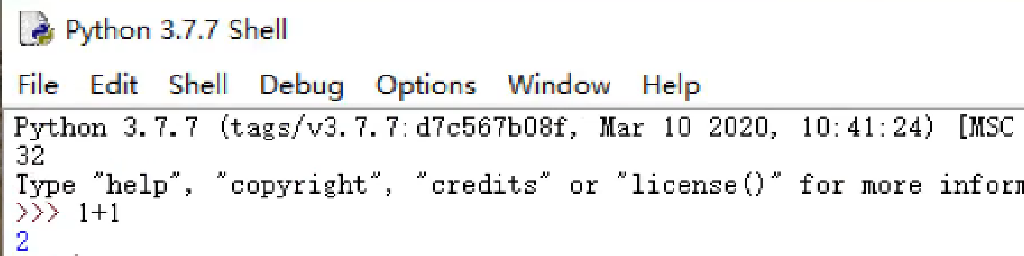 Python 3.7.7 Shell
File Edit Shell Debug Options Window Help
Python 3.7.7 (tags/v3.7.7:d7c567b08f, Mar 10 2020, 10:41:24) [MSC
32
Type "help", "copyright", "credits" or "license()" for more inform
>>> 1+1
2